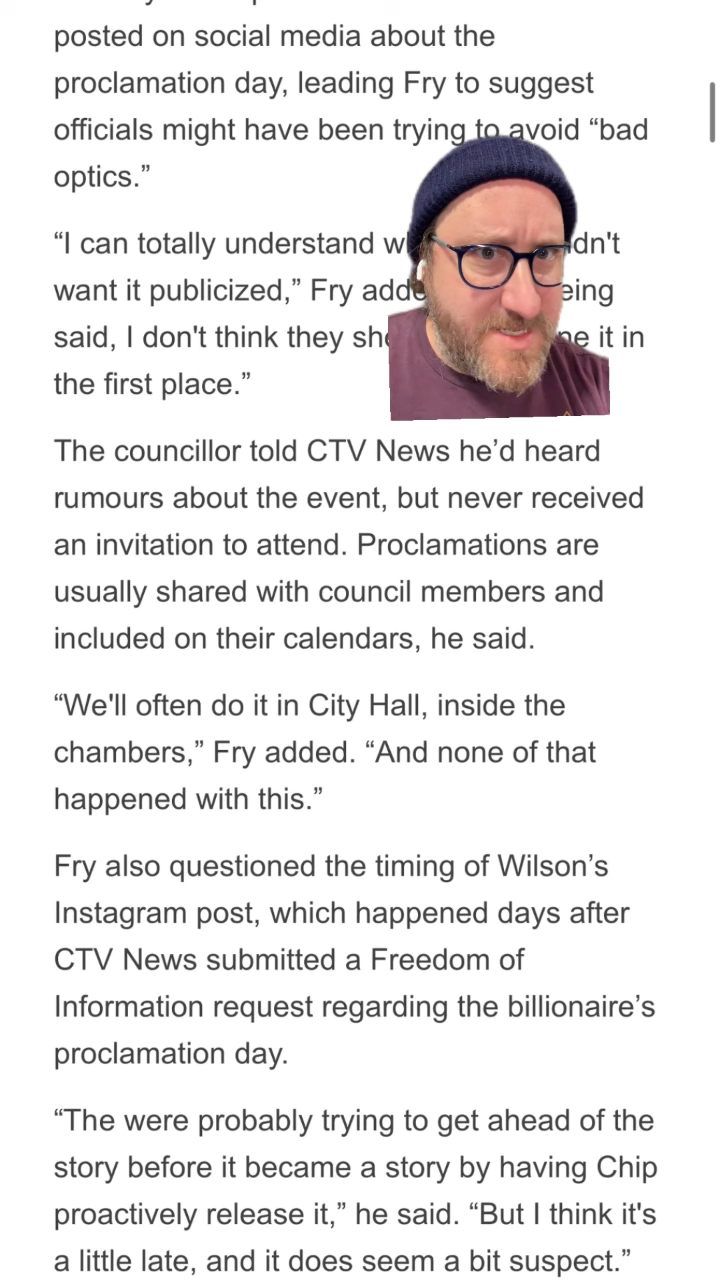 posted on social media about the
proclamation day, leading Fry to suggest
officials might have been trying to avoid “bad
optics.”
“I can totally understand w dn't
want it publicized,” Fry adde eing
said, I don't think they sh ne it in
the first place.”
The councillor told CTV News he’d heard
rumours about the event, but never received
an invitation to attend. Proclamations are
usually shared with council members and
included on their calendars, he said.
“We'll often do it in City Hall, inside the
chambers,” Fry added. “And none of that
happened with this.”
Fry also questioned the timing of Wilson’s
Instagram post, which happened days after
CTV News submitted a Freedom of
Information request regarding the billionaire’s
proclamation day.
“The were probably trying to get ahead of the
story before it became a story by having Chip
proactively release it,” he said. “But I think it's
a little late, and it does seem a bit suspect.”